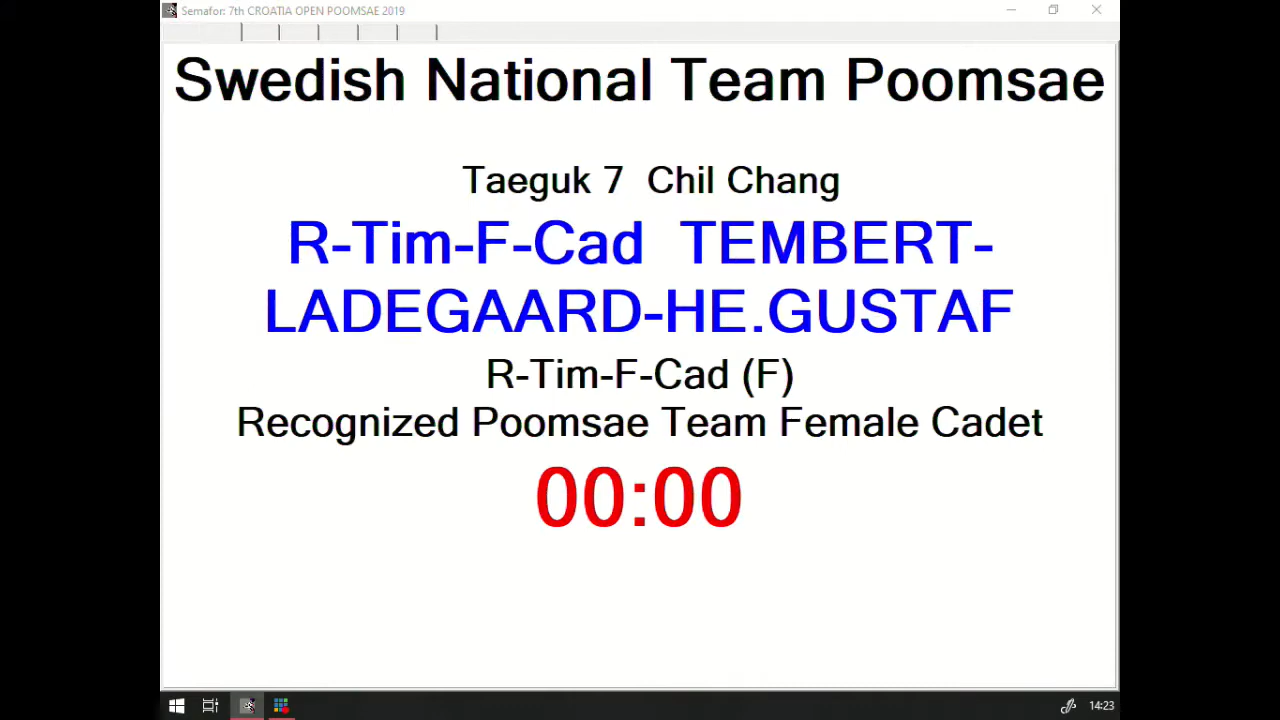 Semafor: 7th CROATIA OPEN POOMSAE 2019
Swedish National Team Poomsae
Taeguk 7 Chil Chang
R-Tim-F-Cad TEMBERT-
LADEGAARD-HE.GUSTAF
R-Tim-F-Cad (F)
Recognized Poomsae Team Female Cadet
00:00
14:23